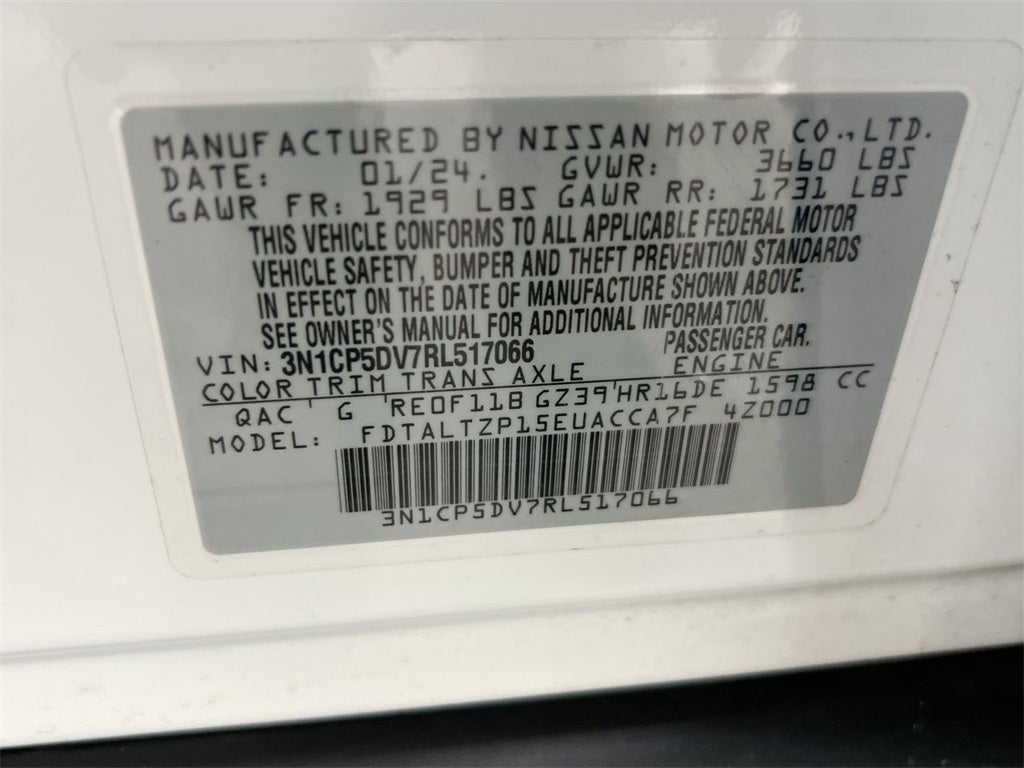 MANUFACTURED BY NISSAN MOTOR CO.,LTD.
DATE: 01/24. GVWR: 3660 LBS
GAWR FR: 1929 LBS GAWR RR: 1731 LBS
THIS VEHICLE CONFORMS TO ALL APPLICABLE FEDERAL MOTOR
VEHICLE SAFETY, BUMPER AND THEFT PREVENTION STANDARDS
IN EFFECT ON THE DATE OF MANUFACTURE SHOWN ABOVE.
SEE OWNER'S MANUAL FOR ADDITIONAL INFORMATION.
VIN: 3N1CP5DV7RL517066 PASSENGER CAR.
COLOR TRIM TRANS AXLE ENGINE
QAC G RE0F11B GZ39 HR16DE 1598 CC
MODEL: FDTALTZP15EUACCA7F 4Z000
3N1CP5DV7RL517066